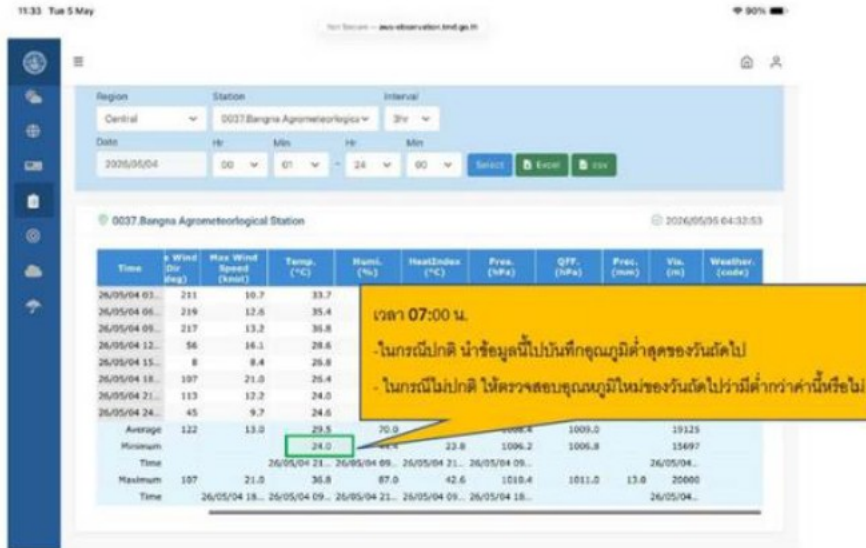 11:33 Tue 5 May
Not Secure — aws-observation.tmd.go.th
90%
Region Station Interval
Central 0037.Bangna Agrometeorlogica 3hr
Date Hr Min Hr Min
2026/05/04 00 01 ~ 24 00 Select Excel csv
0037.Bangna Agrometeorlogical Station 2026/05/05 04:32:53
Time Wind Dir deg) Max Wind Speed (knot) Temp. (°C) Humi. (%) HeatIndex (°C) Pres. (hPa) QFF. (hPa) Prec. (mm) Vis. (m) Weather. (code)
26/05/04 03... 211 10.7 33.7
26/05/04 06... 219 12.6 35.4
26/05/04 09... 217 13.2 36.8
26/05/04 12... 56 16.1 28.6
26/05/04 15... 8 8.4 26.8
26/05/04 18... 107 21.0 26.4
26/05/04 21... 113 12.2 24.0
26/05/04 24... 45 9.7 24.6
เวลา 07:00 น.
-ในกรณีปกติ นำข้อมูลนี้ไปบันทึกอุณภูมิต่ำสุดของวันถัดไป
- ในกรณีไม่ปกติ ให้ตรวจสอบอุณหภูมิใหม่ของวันถัดไปว่ามีต่ำกว่าค่านี้หรือไม่
Average 122 13.0 29.5 70.0 1008.4 1009.0 19125
Minimum 24.0 44.4 23.8 1006.2 1006.8 15697
Time 26/05/04 21... 26/05/04 09... 26/05/04 21... 26/05/04 09... 26/05/04...
Maximum 107 21.0 36.8 87.0 42.6 1010.4 1011.0 13.0 20000
Time 26/05/04 18... 26/05/04 09... 26/05/04 21... 26/05/04 09... 26/05/04 18... 26/05/04...